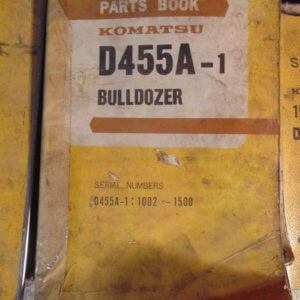 PARTS BOOK
KOMATSU
D455A-1
BULLDOZER
SERIAL NUMBERS
D455A-1: 1002 ~ 1500